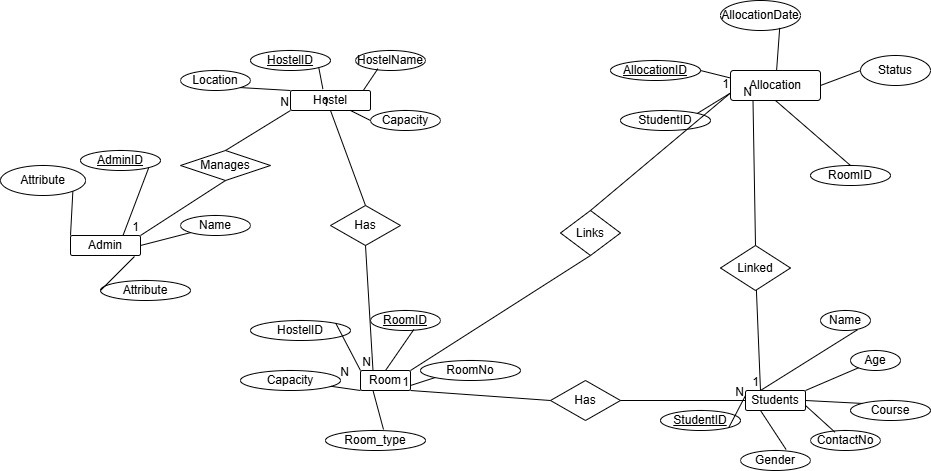 AllocationDate
HostelID
HostelName
AllocationID
Status
Location
1
Allocation
N
N
1
Hostel
Capacity
StudentID
AdminID
Manages
Attribute
RoomID
Name
1
Has
Links
Admin
Linked
Attribute
RoomID
Name
HostelID
N
Age
RoomNo
N
Capacity
Room
1
1
Has
N
Students
Course
StudentID
Room_type
ContactNo
Gender